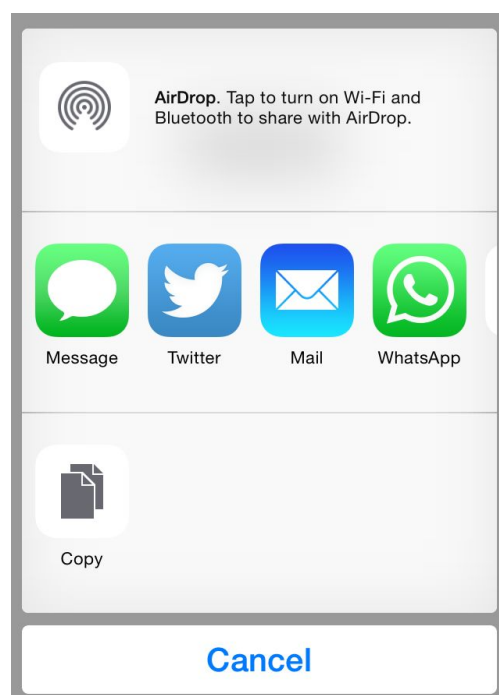 AirDrop. Tap to turn on Wi-Fi and
Bluetooth to share with AirDrop.
Message
Twitter
Mail
WhatsApp
Copy
Cancel